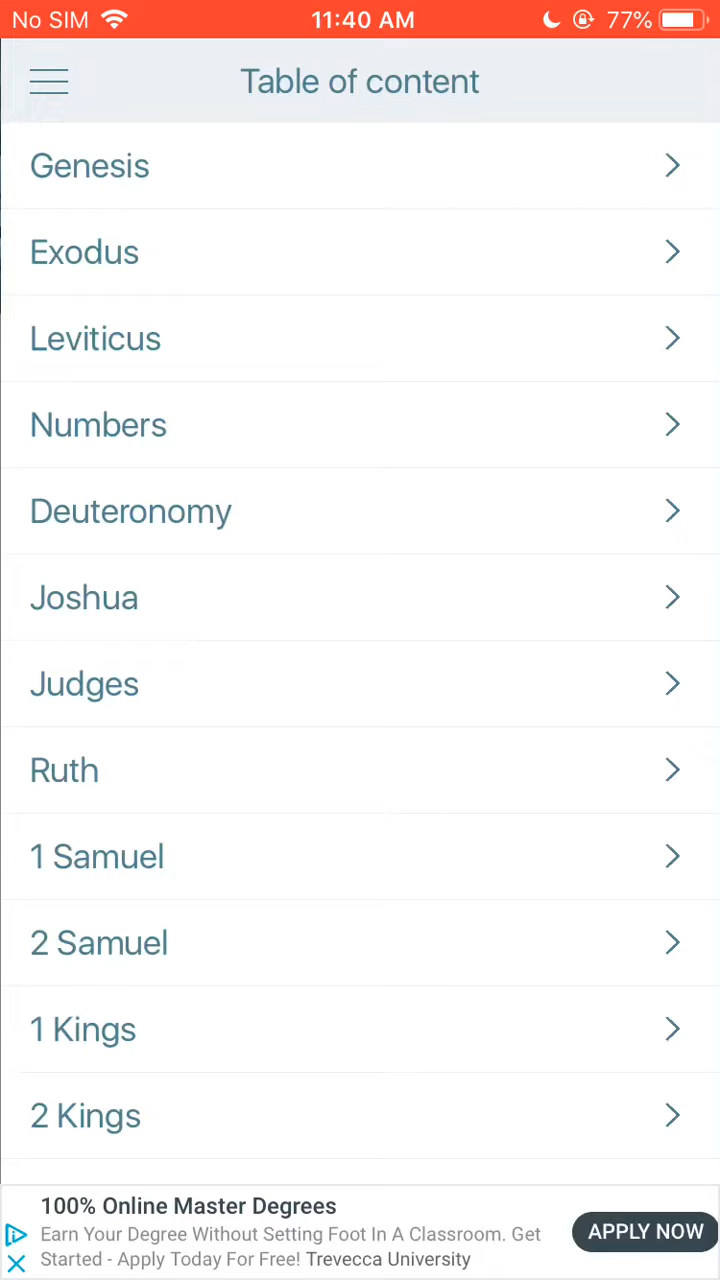 No SIM 11:40 AM 77%
Table of content
Genesis
Exodus
Leviticus
Numbers
Deuteronomy
Joshua
Judges
Ruth
1 Samuel
2 Samuel
1 Kings
2 Kings
100% Online Master Degrees
Earn Your Degree Without Setting Foot In A Classroom. Get
Started - Apply Today For Free! Trevecca University
APPLY NOW